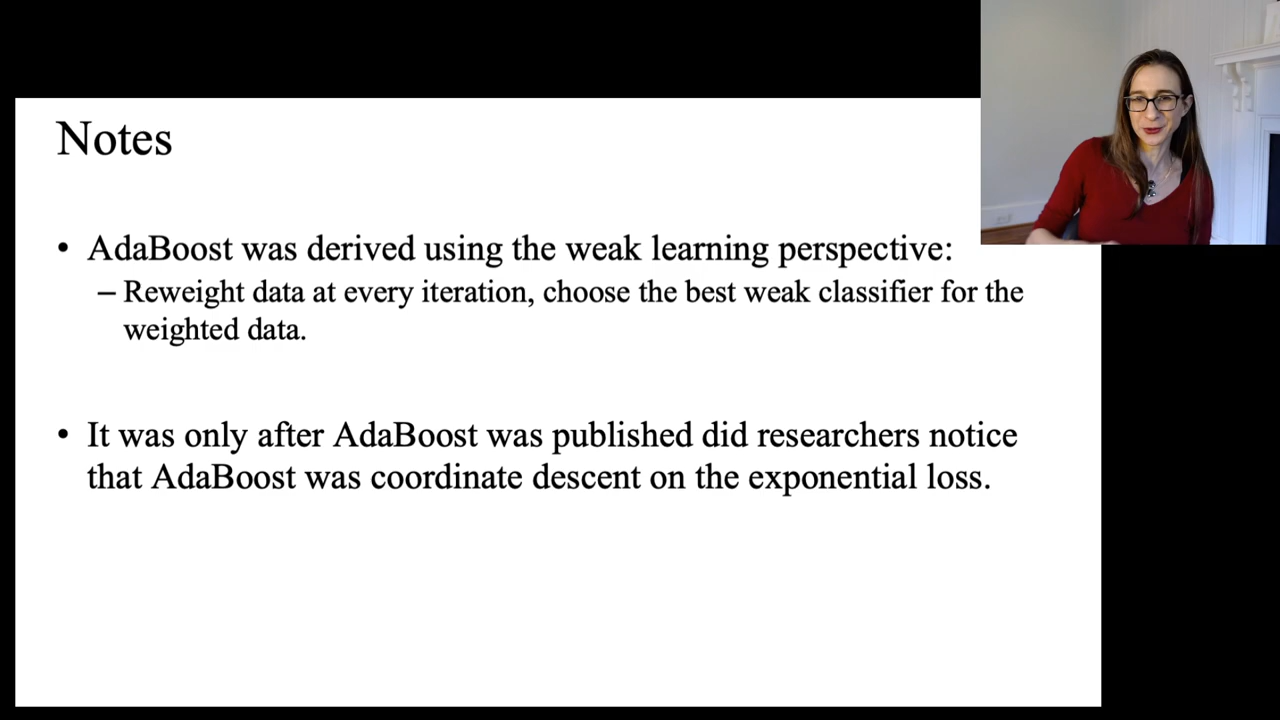 Notes
• AdaBoost was derived using the weak learning perspective:
– Reweight data at every iteration, choose the best weak classifier for the
weighted data.
• It was only after AdaBoost was published did researchers notice
that AdaBoost was coordinate descent on the exponential loss.